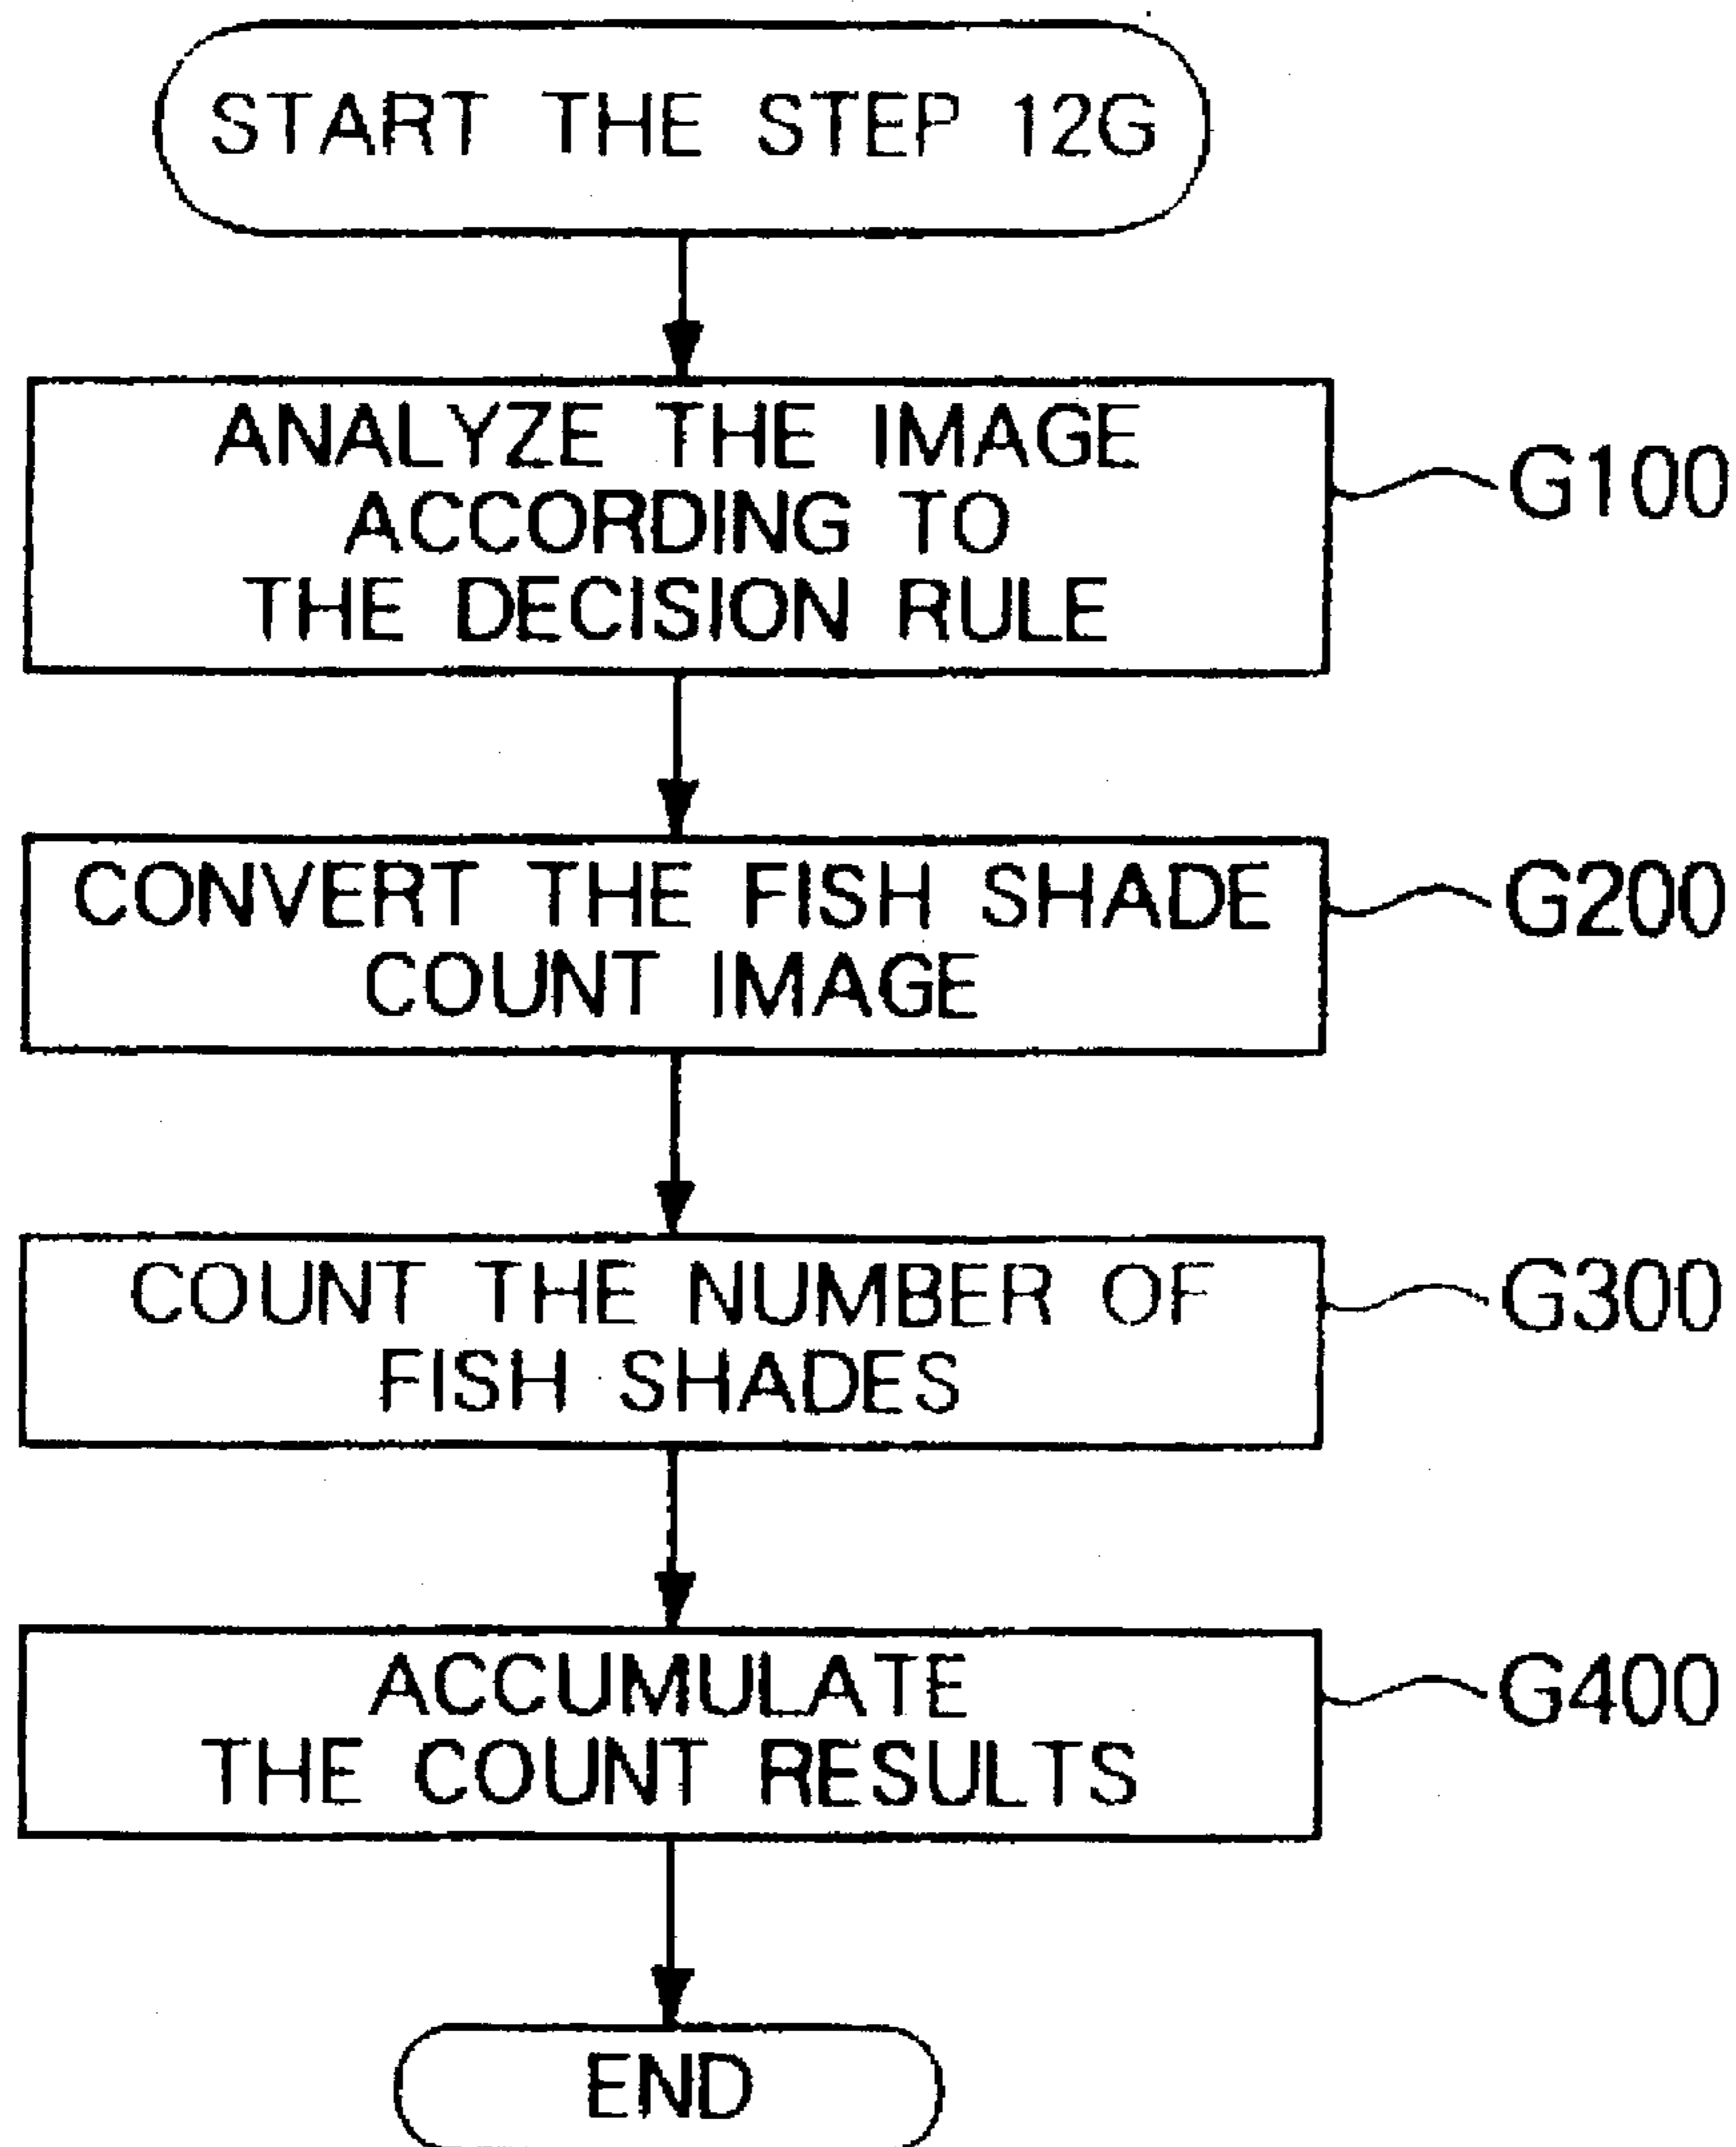 START THE STEP 12G
ANALYZE THE IMAGE
ACCORDING TO
THE DECISION RULE
G100
CONVERT THE FISH SHADE
COUNT IMAGE
G200
COUNT THE NUMBER OF
FISH SHADES
G300
ACCUMULATE
THE COUNT RESULTS
G400
END